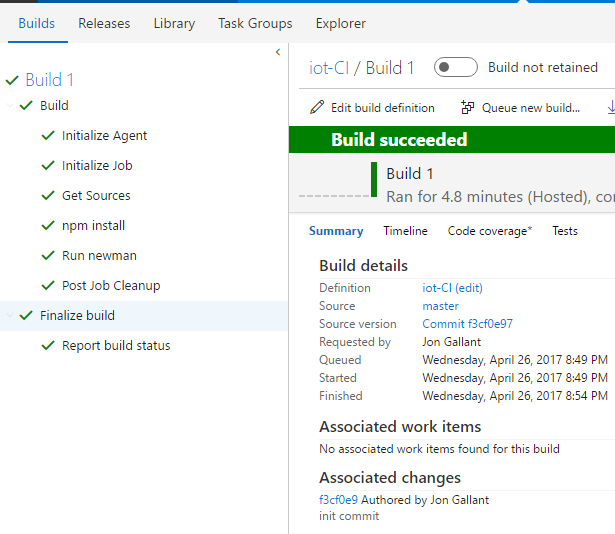 Builds Releases Library Task Groups Explorer
Build 1
Build
Initialize Agent
Initialize Job
Get Sources
npm install
Run newman
Post Job Cleanup
Finalize build
Report build status
iot-CI / Build 1 Build not retained
Edit build definition Queue new build...
Build succeeded
Build 1
Ran for 4.8 minutes (Hosted), co
Summary Timeline Code coverage* Tests
Build details
Definition iot-CI (edit)
Source master
Source version Commit f3cf0e97
Requested by Jon Gallant
Queued Wednesday, April 26, 2017 8:49 PM
Started Wednesday, April 26, 2017 8:49 PM
Finished Wednesday, April 26, 2017 8:54 PM
Associated work items
No associated work items found for this build
Associated changes
f3cf0e9 Authored by Jon Gallant
init commit